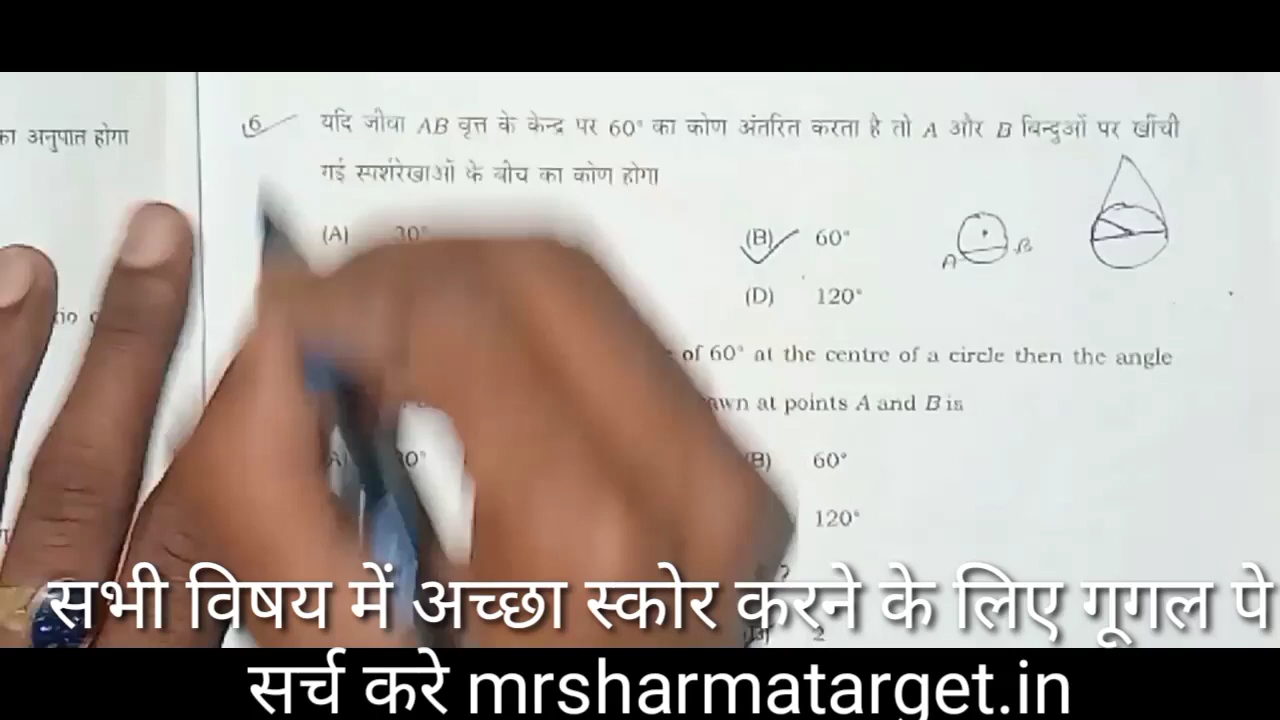 का अनुपात होगा
6 यदि जीवा AB वृत्त के केन्द्र पर 60° का कोण अंतरित करता है तो A और B बिन्दुओं पर खींची
गई स्पर्शरेखाओं के बीच का कोण होगा
(A) 30°
(B) 60°
A B
(D) 120°
of 60° at the centre of a circle then the angle
at points A and B is
60°
120°
2
सभी विषय में अच्छा स्कोर करने के लिए गूगल पे
सर्च करे mrsharmatarget.in